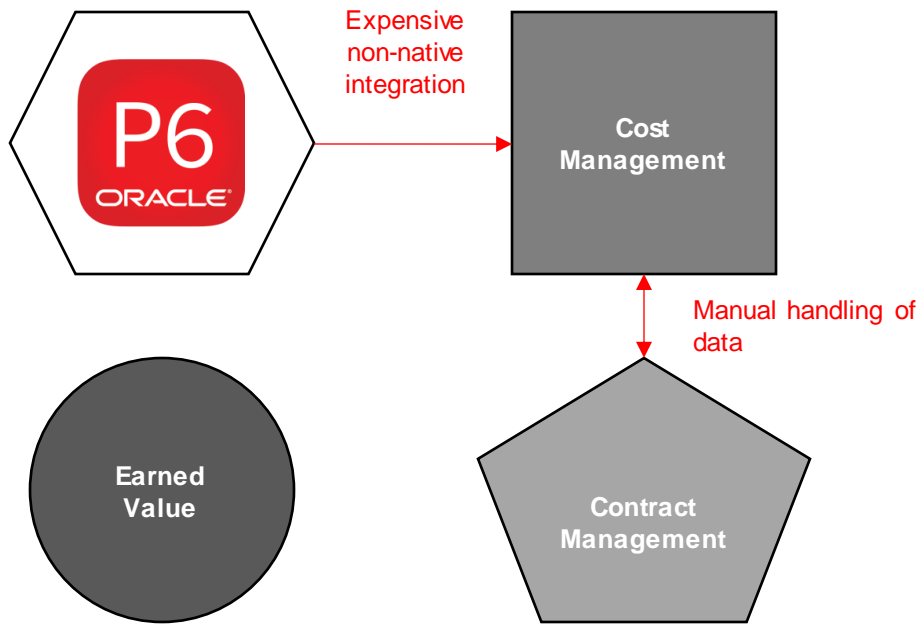 Expensive
non-native
integration
P6
ORACLE®
Cost
Management
Manual handling of
data
Earned
Value
Contract
Management